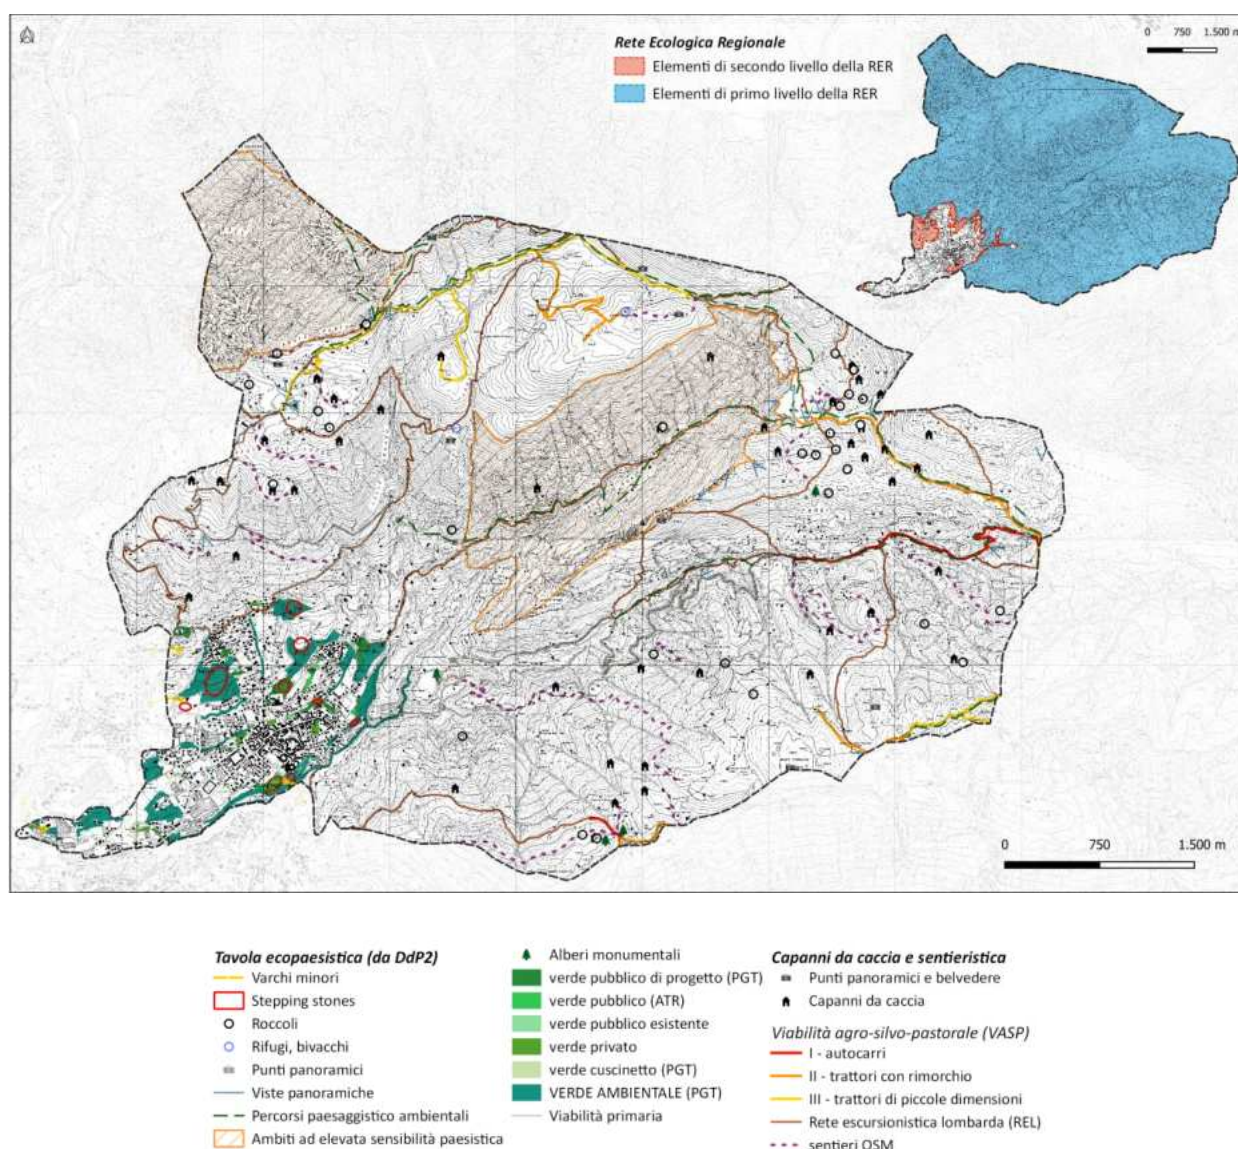 0 750 1.500 m
Rete Ecologica Regionale
Elementi di secondo livello della RER
Elementi di primo livello della RER
0 750 1.500 m
Tavola ecopaesistica (da DdP2)
Varchi minori
Stepping stones
Roccoli
Rifugi, bivacchi
Punti panoramici
Viste panoramiche
Percorsi paesaggistico ambientali
Ambiti ad elevata sensibilità paesistica
Alberi monumentali
verde pubblico di progetto (PGT)
verde pubblico (ATR)
verde pubblico esistente
verde privato
verde cuscinetto (PGT)
VERDE AMBIENTALE (PGT)
Viabilità primaria
Capanni da caccia e sentieristica
Punti panoramici e belvedere
Capanni da caccia
Viabilità agro-silvo-pastorale (VASP)
I - autocarri
II - trattori con rimorchio
III - trattori di piccole dimensioni
Rete escursionistica lombarda (REL)
sentieri OSM